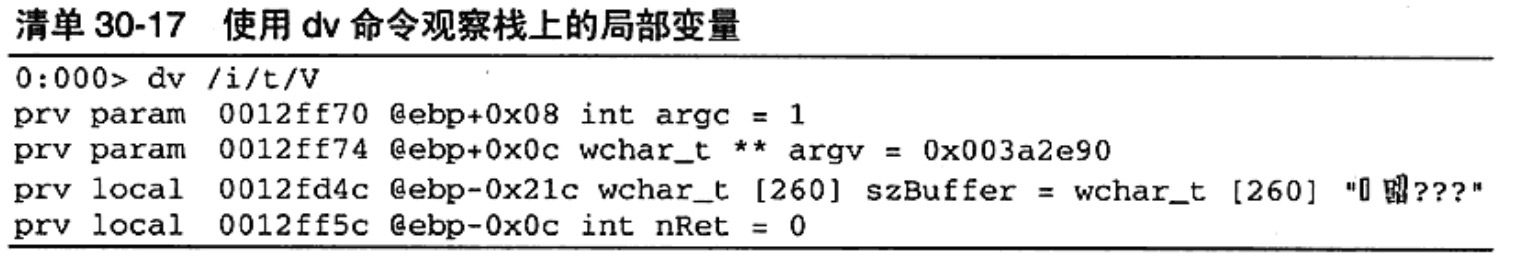 清单 30-17 使用 dv 命令观察栈上的局部变量
0:000> dv /i/t/V
prv param 0012ff70 @ebp+0x08 int argc = 1
prv param 0012ff74 @ebp+0x0c wchar_t ** argv = 0x003a2e90
prv local 0012fd4c @ebp-0x21c wchar_t [260] szBuffer = wchar_t [260] "???"
prv local 0012ff5c @ebp-0x0c int nRet = 0